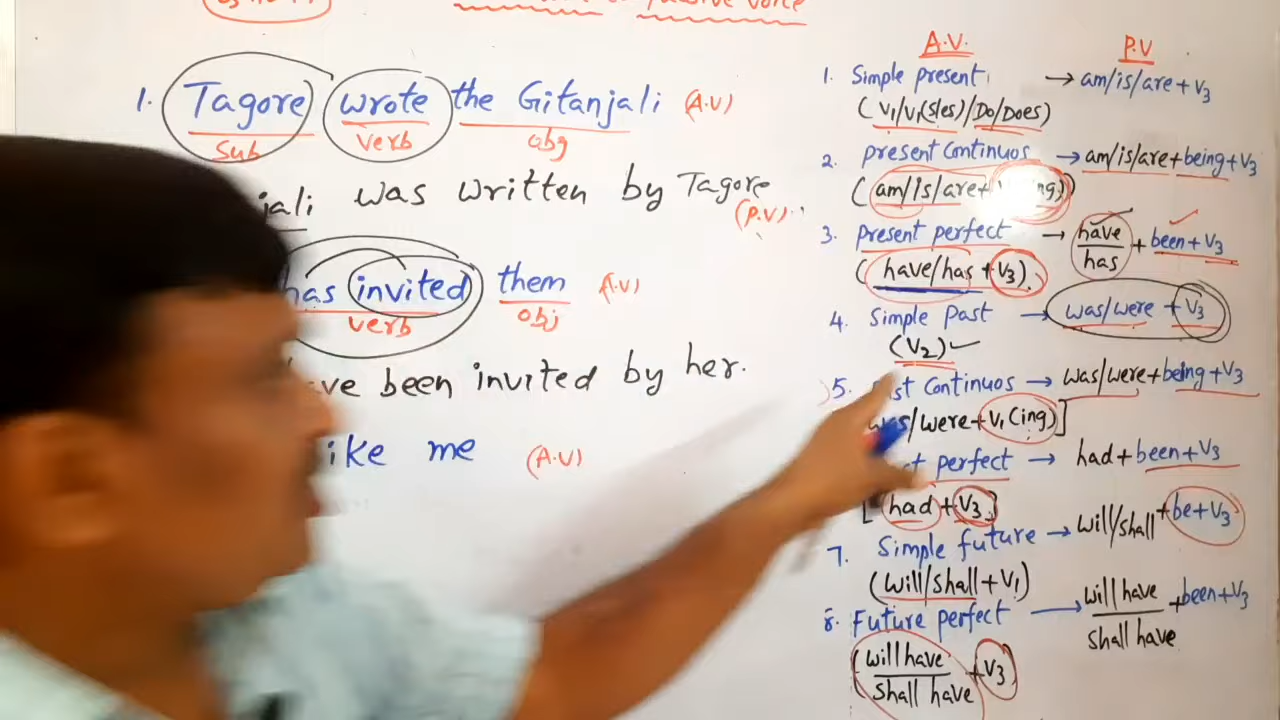 passive voice
1. Tagore wrote the Gitanjali (A.V)
Sub verb obj
jali was written by Tagore
(P.V)
has invited them (A.V)
verb obj
ve been invited by her.
ike me (A.V)
A.V. P.V
1. Simple present → am/is/are+V3
(V1/V1(s/es)/Do/Does)
2. present Continuos → am/is/are+being+V3
(am/is/are+ ing)
3. Present perfect → have/has + been+V3
(have/has +V3)
4. Simple Past → was/were +V3
(V2)
5. st Continuos → was/were+being+V3
was/were+V1(ing)]
perfect → had+been+V3
[had+V3]
7. Simple future → will/shall+be+V3
(will/shall+V1)
8. Future perfect → will have/shall have +been+V3
(will have/shall have +V3